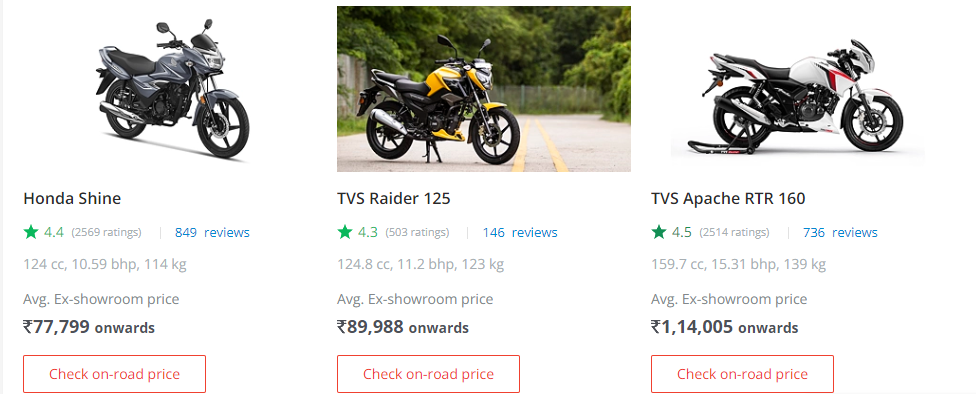 Honda Shine
4.4 (2569 ratings) | 849 reviews
124 cc, 10.59 bhp, 114 kg
Avg. Ex-showroom price
₹77,799 onwards
Check on-road price
TVS Raider 125
4.3 (503 ratings) | 146 reviews
124.8 cc, 11.2 bhp, 123 kg
Avg. Ex-showroom price
₹89,988 onwards
Check on-road price
TVS Apache RTR 160
4.5 (2514 ratings) | 736 reviews
159.7 cc, 15.31 bhp, 139 kg
Avg. Ex-showroom price
₹1,14,005 onwards
Check on-road price